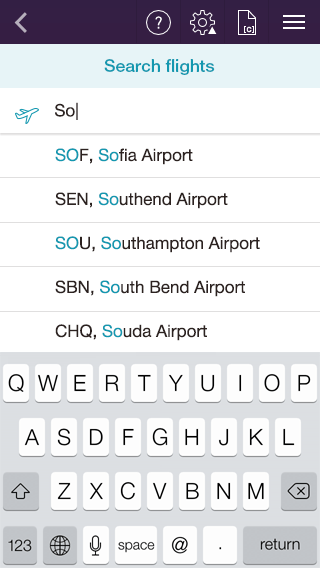 ?
[c]
Search flights
So
SOF, Sofia Airport
SEN, Southend Airport
SOU, Southampton Airport
SBN, South Bend Airport
CHQ, Souda Airport
Q W E R T Y U I O P
A S D F G H J K L
Z X C V B N M
123 space @ . return